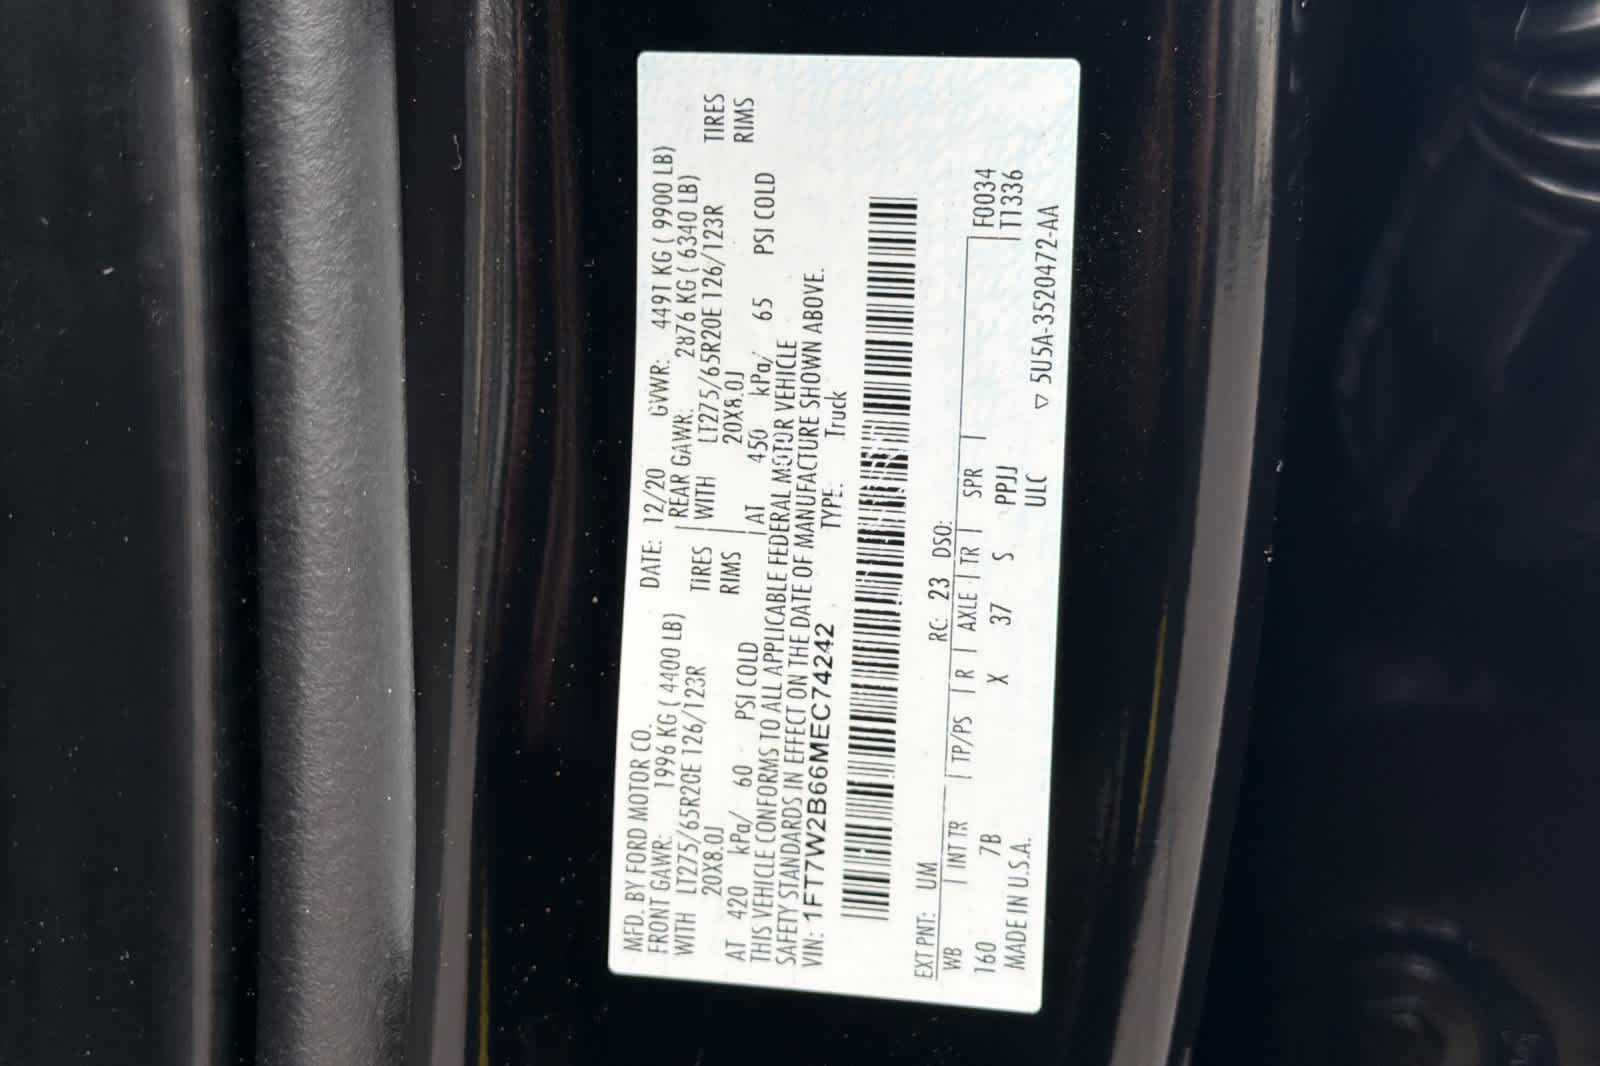 MFD. BY FORD MOTOR CO.
DATE: 12/20 GVWR: 4491 KG ( 9900 LB)
FRONT GAWR: 1996 KG ( 4400 LB)
REAR GAWR: 2876 KG ( 6340 LB)
WITH LT275/65R20E 126/123R TIRES
WITH LT275/65R20E 126/123R TIRES
20X8.0J RIMS
20X8.0J RIMS
AT 420 kPa/ 60 PSI COLD
AT 450 kPa/ 65 PSI COLD
THIS VEHICLE CONFORMS TO ALL APPLICABLE FEDERAL MOTOR VEHICLE
SAFETY STANDARDS IN EFFECT ON THE DATE OF MANUFACTURE SHOWN ABOVE.
VIN: 1FT7W2B66MEC74242
TYPE: Truck
EXT PNT: UM RC: 23 DSO:
WB INT TR TP/PS R AXLE TR SPR F0034
160 7B X 37 S PPJJ T1336
MADE IN U.S.A. ULC
▽ 5U5A-3520472-AA